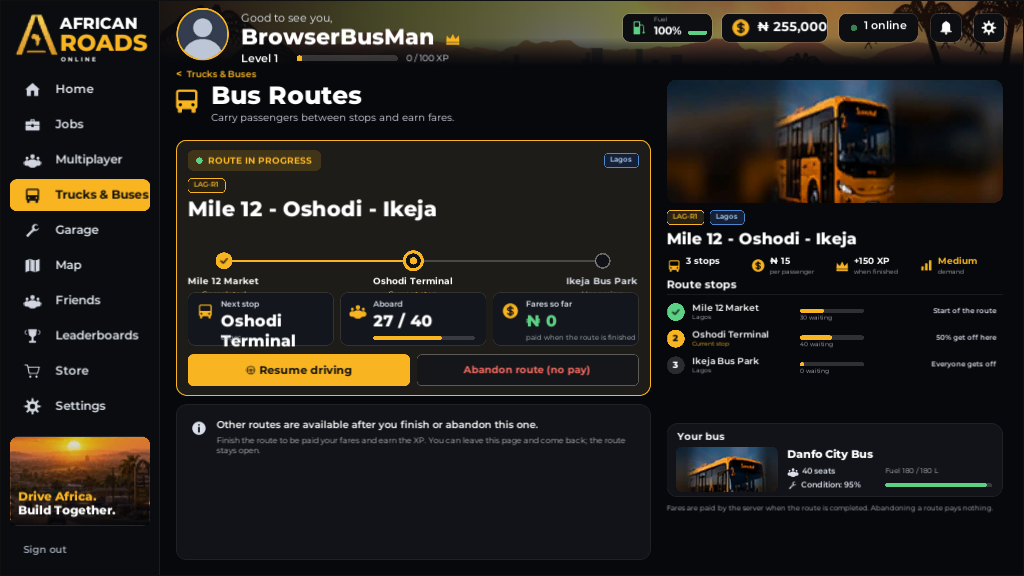 AFRICAN
ROADS
ONLINE
Home
Jobs
Multiplayer
Trucks & Buses
Garage
Map
Friends
Leaderboards
Store
Settings
Drive Africa.
Build Together.
Sign out
Good to see you,
BrowserBusMan
Level 1
0 / 100 XP
Fuel
100%
₦ 255,000
1 online
< Trucks & Buses
Bus Routes
Carry passengers between stops and earn fares.
ROUTE IN PROGRESS
Lagos
LAG-R1
Mile 12 - Oshodi - Ikeja
Mile 12 Market
Oshodi Terminal
Ikeja Bus Park
Next stop
Oshodi
Terminal
Aboard
27 / 40
Fares so far
₦ 0
paid when the route is finished
Resume driving
Abandon route (no pay)
Other routes are available after you finish or abandon this one.
Finish the route to be paid your fares and earn the XP. You can leave this page and come back; the route
stays open.
LAG-R1
Lagos
Mile 12 - Oshodi - Ikeja
3 stops
₦ 15
per passenger
+150 XP
when finished
Medium
demand
Route stops
Mile 12 Market
Lagos
30 waiting
Start of the route
2
Oshodi Terminal
Current stop
40 waiting
50% get off here
3
Ikeja Bus Park
Lagos
0 waiting
Everyone gets off
Your bus
Danfo City Bus
40 seats
Condition: 95%
Fuel 180 / 180 L
Fares are paid by the server when the route is completed. Abandoning a route pays nothing.